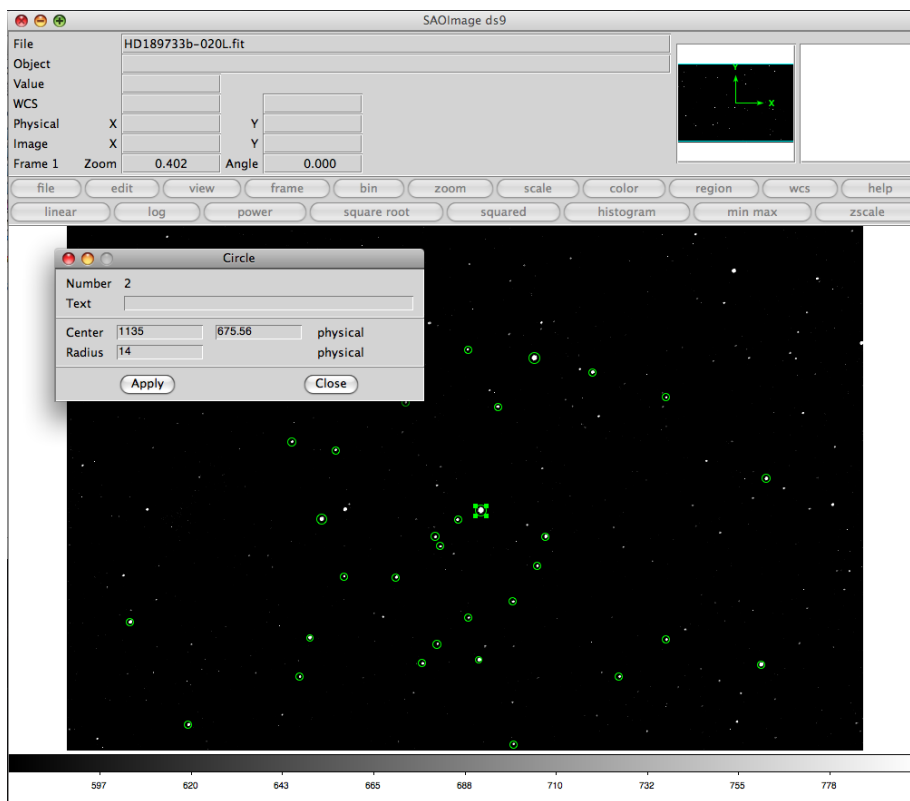 SAOImage ds9
File HD189733b-020L.fit
Object
Value
WCS
Physical X Y
Image X Y
Frame 1 Zoom 0.402 Angle 0.000
Y
X
file edit view frame bin zoom scale color region wcs help
linear log power square root squared histogram min max zscale
Circle
Number 2
Text
Center 1135 675.56 physical
Radius 14 physical
Apply Close
597 620 643 665 688 710 732 755 778